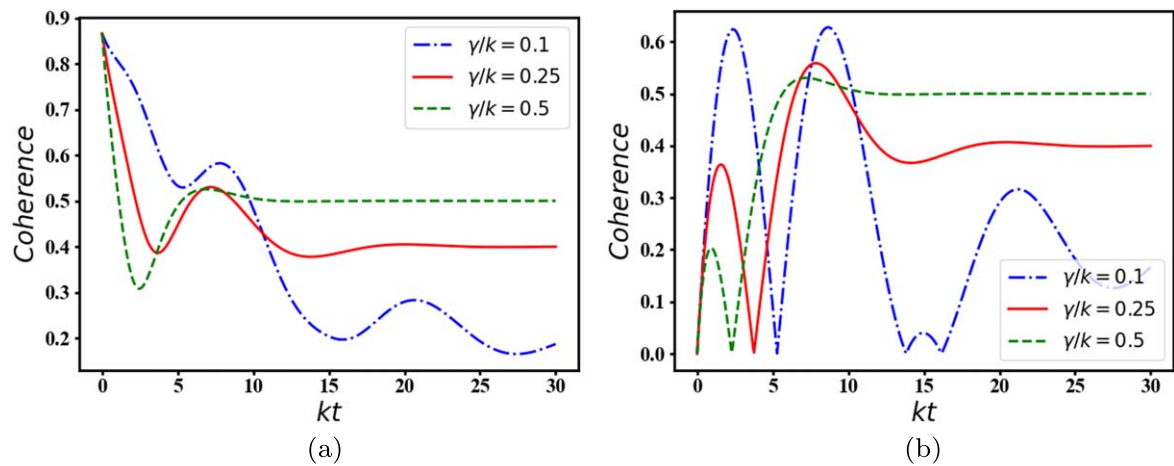 0.9
0.8
0.7
0.6
0.5
0.4
0.3
0.2
Coherence
0 5 10 15 20 25 30
kt
γ/k = 0.1
γ/k = 0.25
γ/k = 0.5
(a)
0.6
0.5
0.4
0.3
0.2
0.1
0.0
Coherence
0 5 10 15 20 25 30
kt
γ/k = 0.1
γ/k = 0.25
γ/k = 0.5
(b)